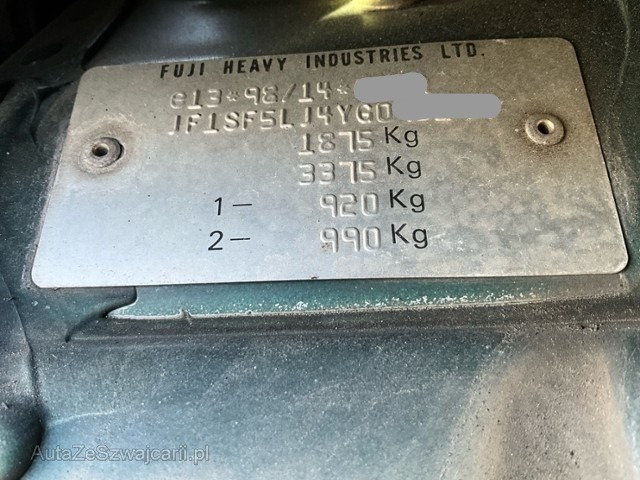 FUJI HEAVY INDUSTRIES LTD.
e13*98/14*
JF1SF5LJ4YG0
1875 Kg
3375 Kg
1- 920 Kg
2- 990 Kg
AutaZeSzwajcarii.pl